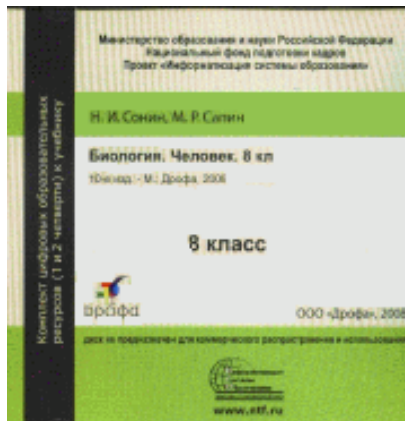 Министерство образования и науки Российской Федерации
Национальный фонд подготовки кадров
Проект «Информатизация системы образования»
Н. И. Сонин, М. Р. Сапин
Биология. Человек. 8 кл
10-е изд. - М.: Дрофа, 2008
8 класс
дрофа
ООО «Дрофа», 2008
диск не предназначен для коммерческого распространения и использования
www.ntf.ru
Комплект цифровых образовательных
ресурсов (1 и 2 четверти) к учебнику